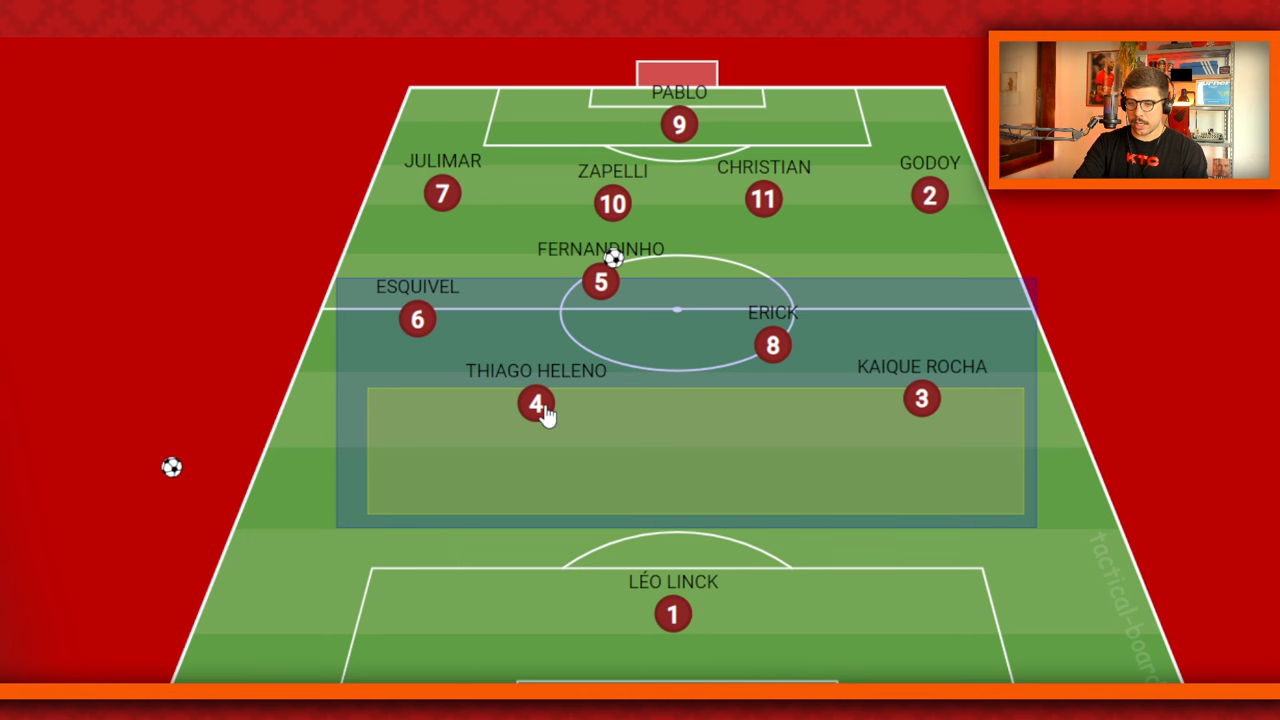 PABLO
9
JULIMAR
7
ZAPELLI
10
CHRISTIAN
11
GODOY
2
FERNANDINHO
5
ESQUIVEL
6
ERICK
8
THIAGO HELENO
4
KAIQUE ROCHA
3
LÉO LINCK
1
KTO
tactical-board